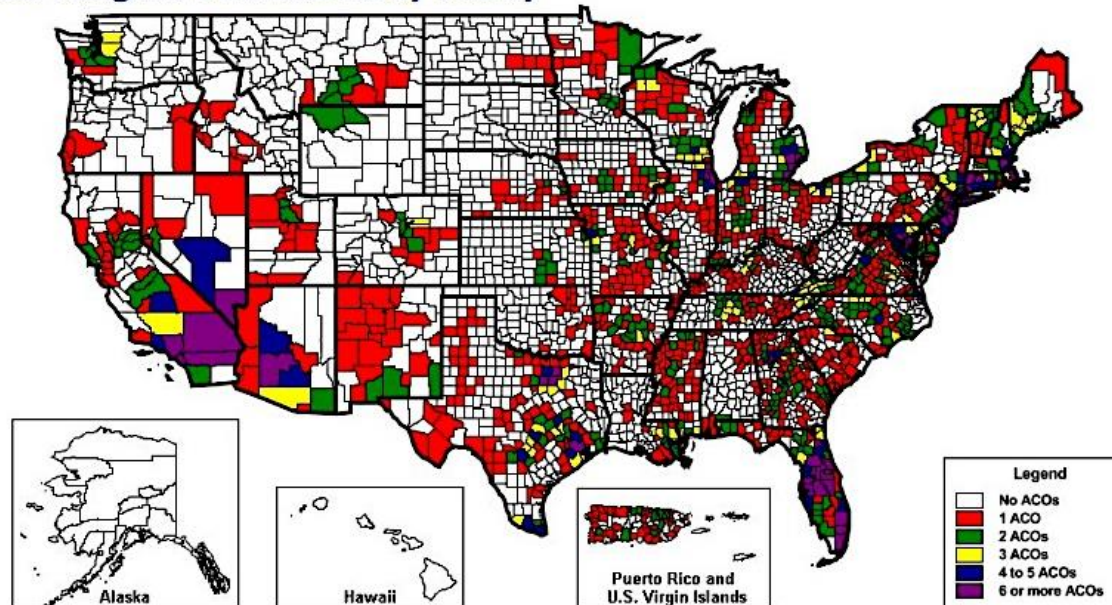 Legend
No ACOs
1 ACO
2 ACOs
3 ACOs
4 to 5 ACOs
6 or more ACOs
Alaska
Hawaii
Puerto Rico and
U.S. Virgin Islands